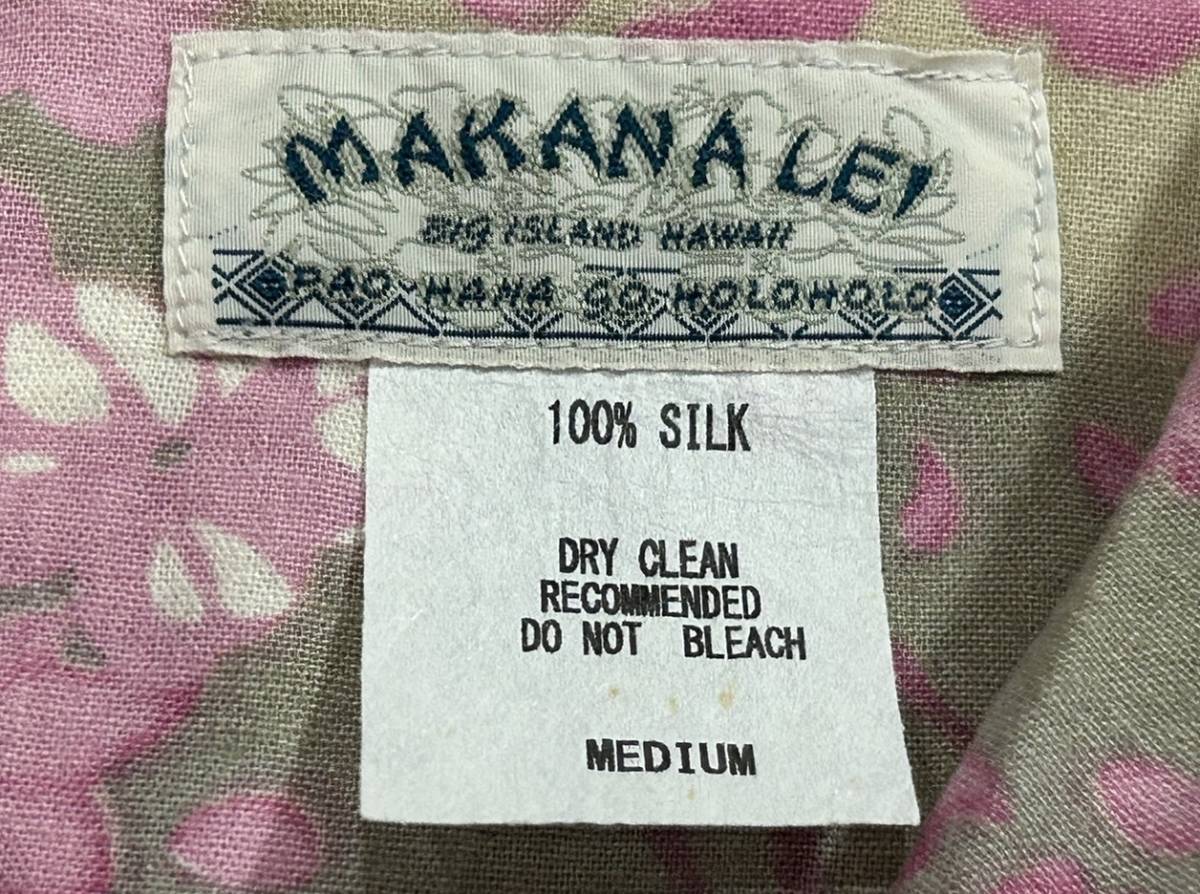 MAKANA LEI
BIG ISLAND HAWAII
PAO-HANA GO-HOLOHOLO
100% SILK
DRY CLEAN
RECOMMENDED
DO NOT BLEACH
MEDIUM